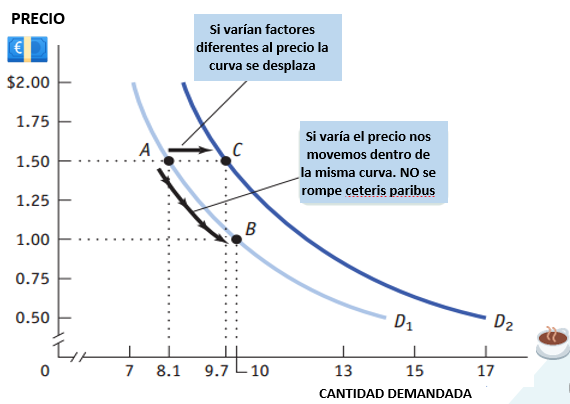 PRECIO
€
Si varían factores
diferentes al precio la
curva se desplaza
$2.00
1.75
1.50
1.25
1.00
0.75
0.50
A
C
B
Si varía el precio nos
movemos dentro de
la misma curva. NO se
rompe ceteris paribus
D1
D2
0
7
8.1
9.7
10
13
15
17
CANTIDAD DEMANDADA